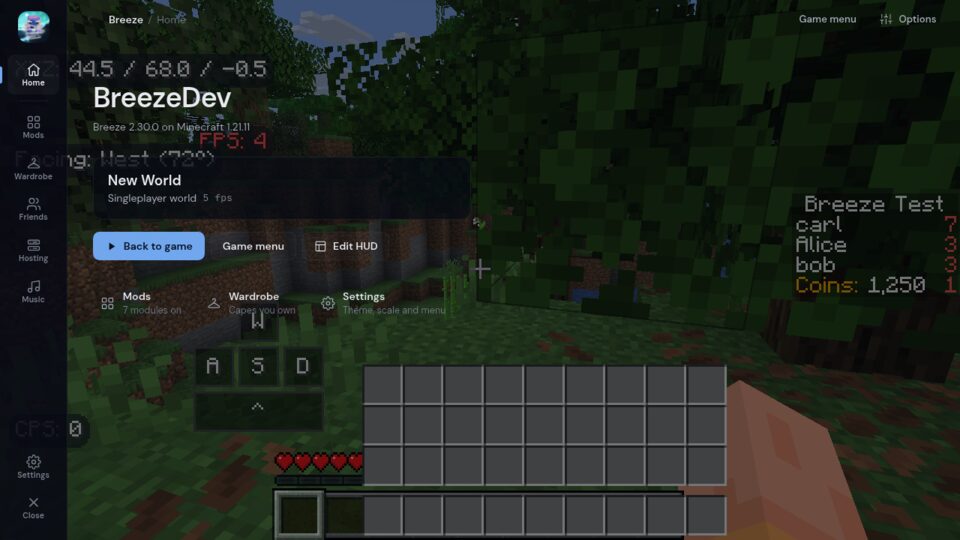 Breeze / Home
Game menu
Options
XYZ: 44.5 / 68.0 / -0.5
Home
BreezeDev
Breeze 2.30.0 on Minecraft 1.21.11
Mods
FPS: 4
Facing: West (72°)
Wardrobe
New World
Singleplayer world 5 fps
Friends
Breeze Test
carl 7
Alice 3
bob 3
Coins: 1,250 1
Back to game
Game menu
Edit HUD
Hosting
Music
Mods
7 modules on
Wardrobe
Capes you own
Settings
Theme, scale and menu
W
A S D
^
CPS: 0
Settings
Close